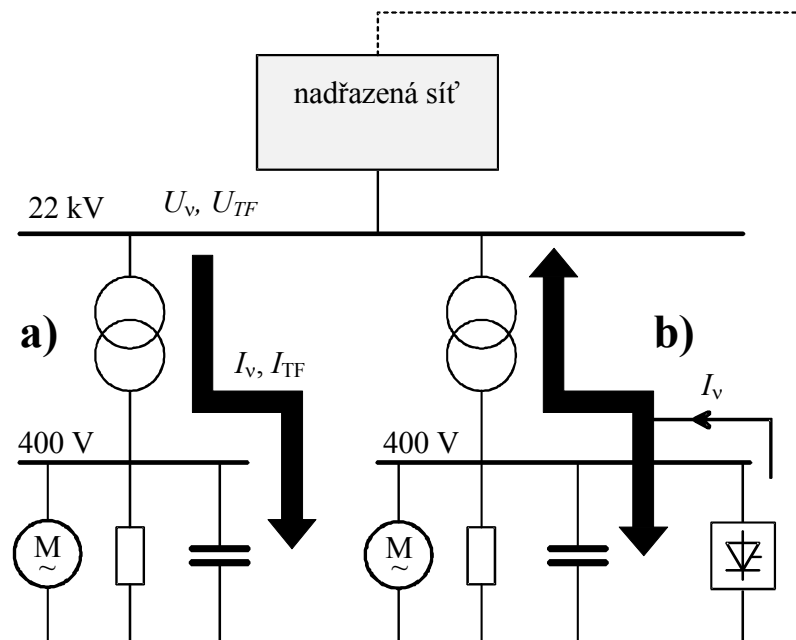 nadřazená síť
22 kV
Uν, UTF
a)
b)
Iν, ITF
Iν
400 V
400 V
M
~
M
~